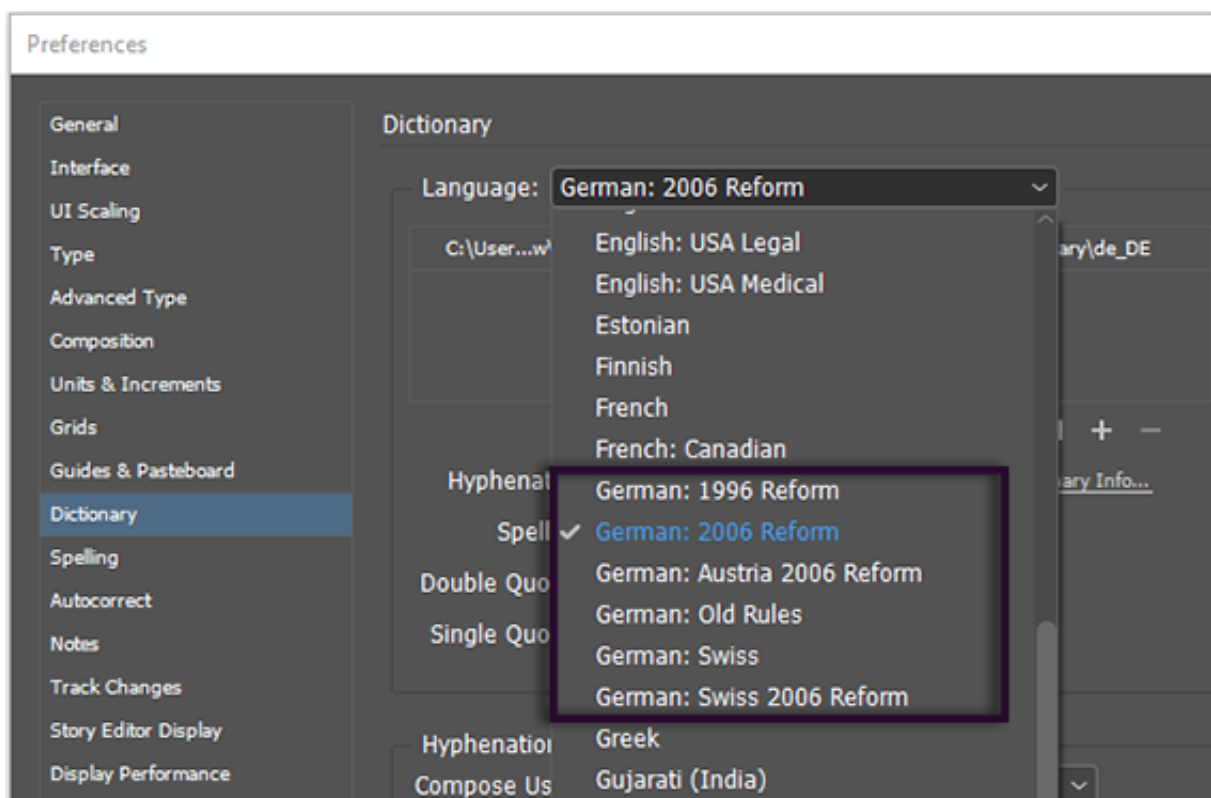 Preferences
General
Interface
UI Scaling
Type
Advanced Type
Composition
Units & Increments
Grids
Guides & Pasteboard
Dictionary
Spelling
Autocorrect
Notes
Track Changes
Story Editor Display
Display Performance
Dictionary
Language: German: 2006 Reform
C:\User...w\
ary\de_DE
English: USA Legal
English: USA Medical
Estonian
Finnish
French
French: Canadian
German: 1996 Reform
German: 2006 Reform
German: Austria 2006 Reform
German: Old Rules
German: Swiss
German: Swiss 2006 Reform
Greek
Gujarati (India)
Hyphenat
ary Info...
Spell
Double Quo
Single Quo
Hyphenation
Compose Us